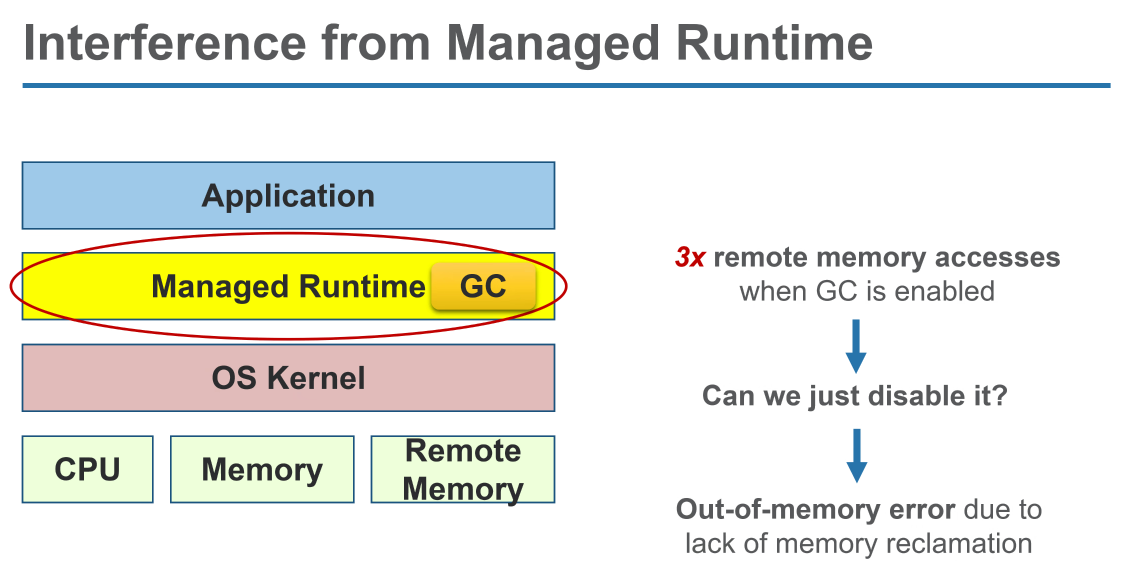 Interference from Managed Runtime
Application
Managed Runtime
GC
OS Kernel
CPU
Memory
Remote
Memory
3x remote memory accesses
when GC is enabled
Can we just disable it?
Out-of-memory error due to
lack of memory reclamation